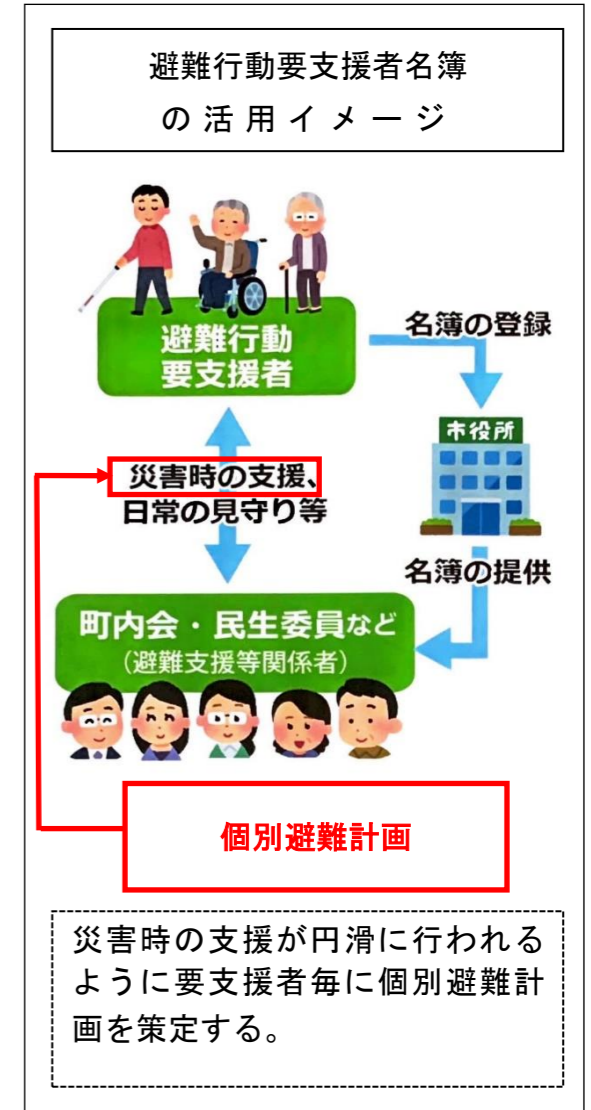 避難行動要支援者名簿
の活用イメージ
避難行動
要支援者
名簿の登録
市役所
災害時の支援、
日常の見守り等
名簿の提供
町内会・民生委員など
(避難支援等関係者)
個別避難計画
災害時の支援が円滑に行われる
ように要支援者毎に個別避難計
画を策定する。